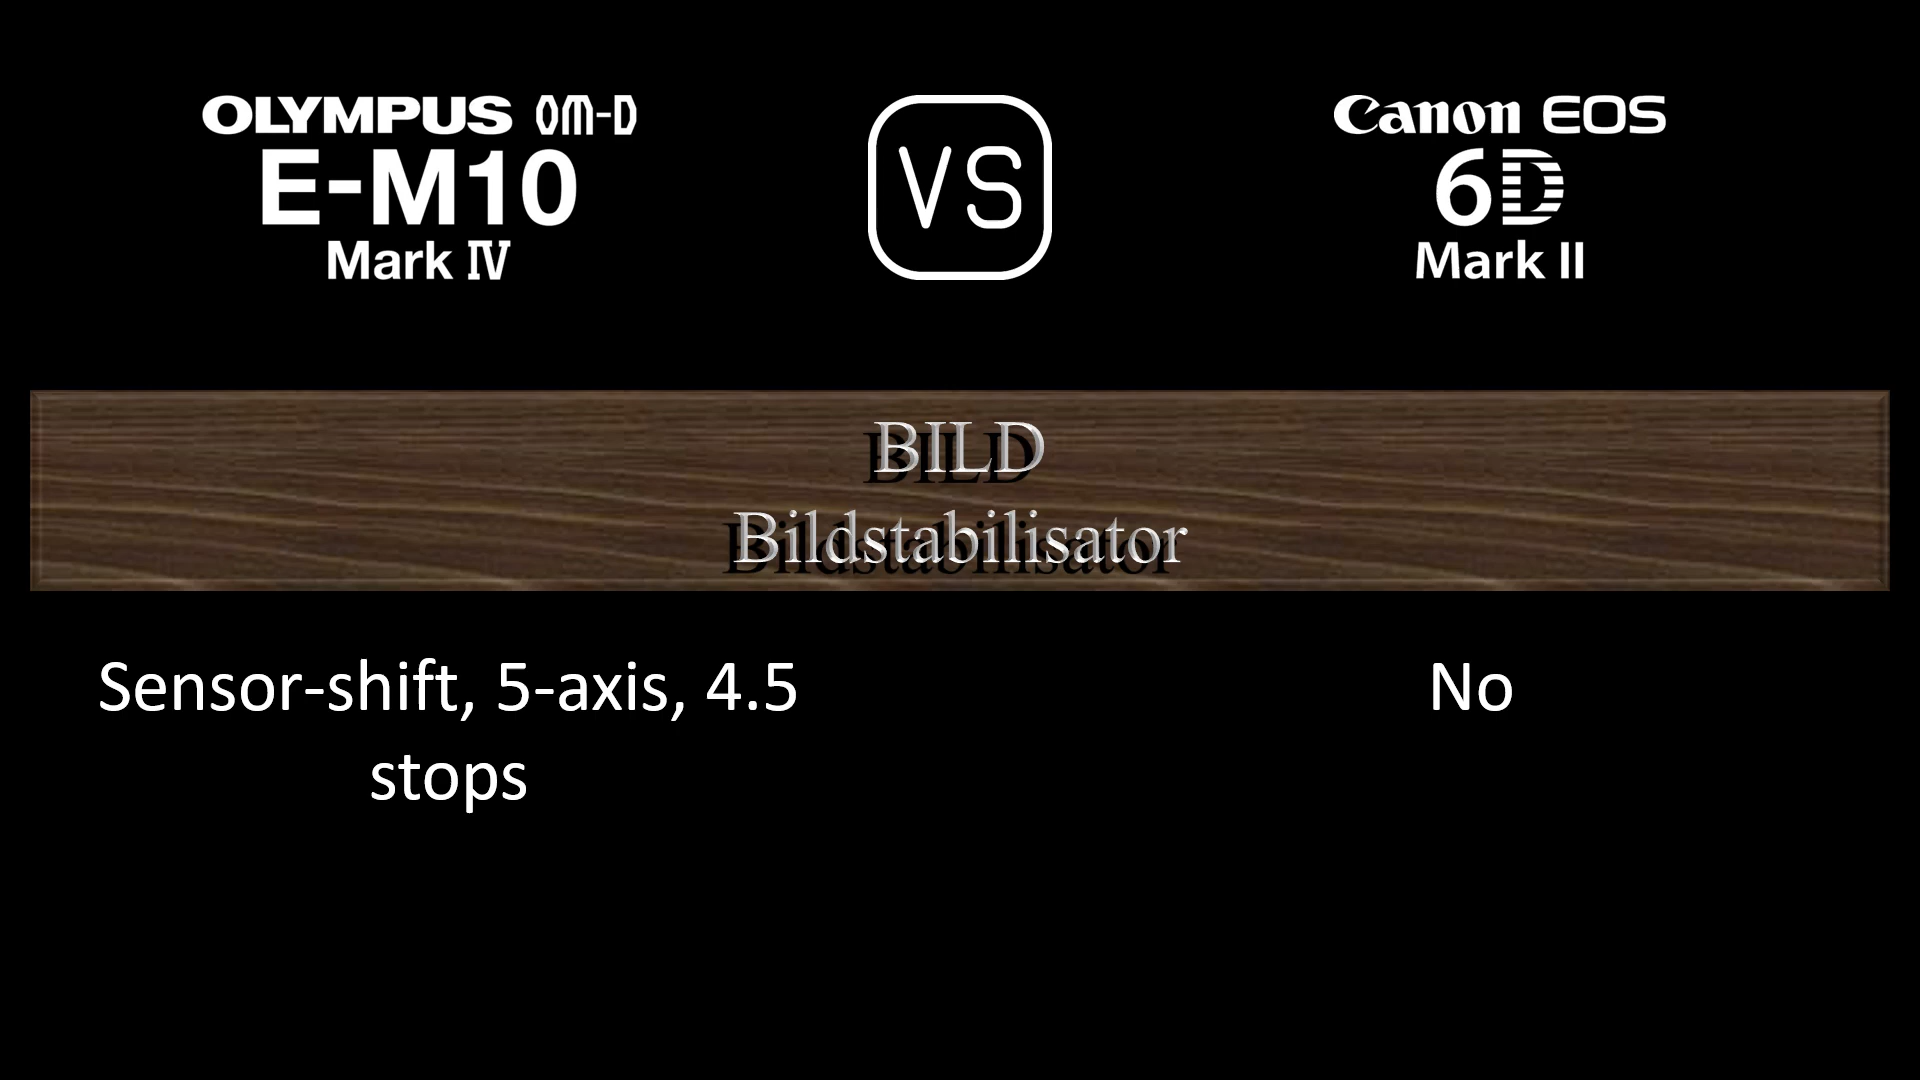 OLYMPUS OM-D
E-M10
Mark IV
VS
Canon EOS
6D
Mark II
BILD
Bildstabilisator
Sensor-shift, 5-axis, 4.5
stops
No